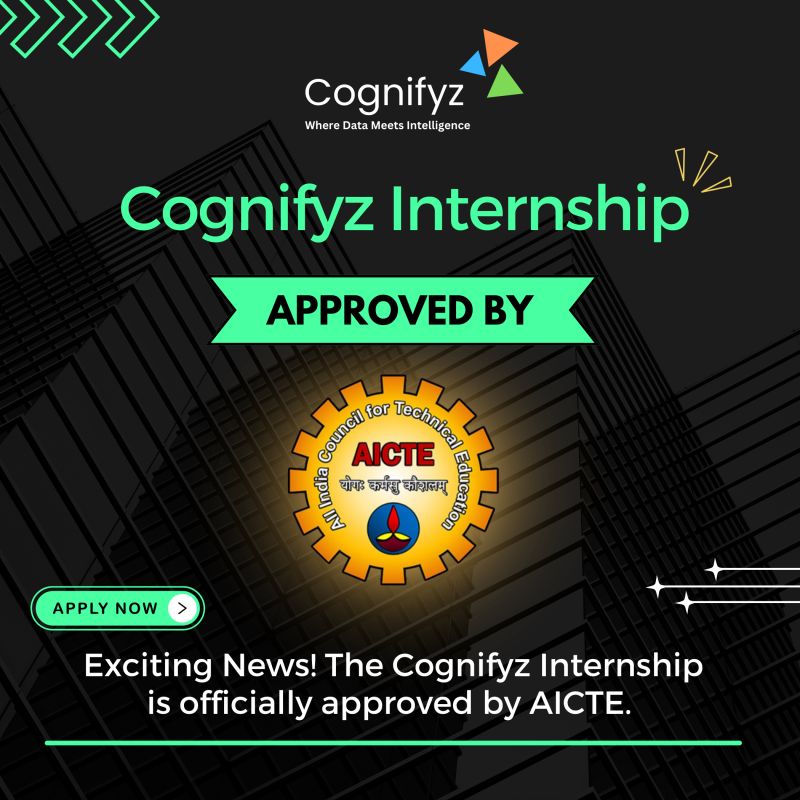 Cognifyz
Where Data Meets Intelligence
Cognifyz Internship
APPROVED BY
All India Council for Technical Education
AICTE
योगः कर्मसु कौशलम्
APPLY NOW
Exciting News! The Cognifyz Internship
is officially approved by AICTE.